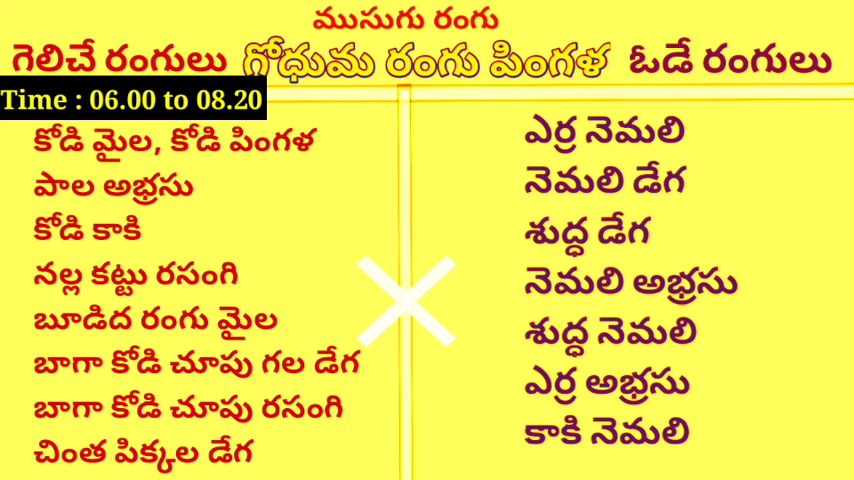 ముసుగు రంగు
గెలిచే రంగులు గోధుమ రంగు పింగళ ఓడే రంగులు
Time : 06.00 to 08.20
కోడి మైల, కోడి పింగళ
పాల అభ్రసు
కోడి కాకి
నల్ల కట్టు రసంగి
బూడిద రంగు మైల
బాగా కోడి చూపు గల డేగ
బాగా కోడి చూపు రసంగి
చింత పిక్కల డేగ
ఎర్ర నెమలి
నెమలి డేగ
శుద్ధ డేగ
నెమలి అభ్రసు
శుద్ధ నెమలి
ఎర్ర అభ్రసు
కాకి నెమలి